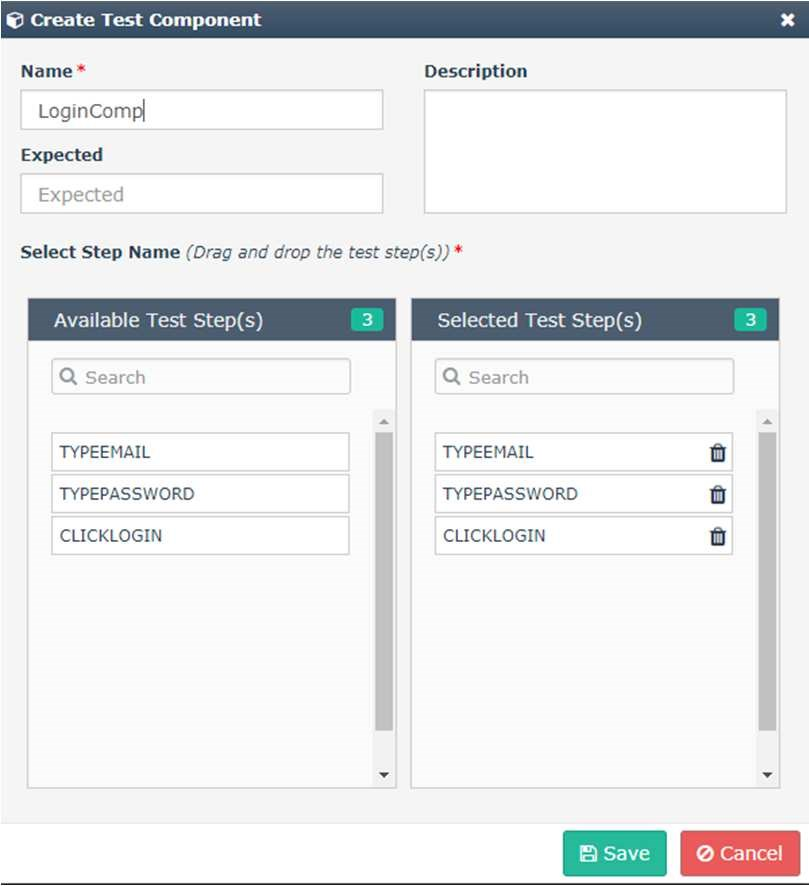 Create Test Component
Name*
Description
LoginComp
Expected
Expected
Select Step Name (Drag and drop the test step(s)) *
Available Test Step(s) 3
Selected Test Step(s) 3
Search
Search
TYPEEMAIL
TYPEPASSWORD
CLICKLOGIN
TYPEEMAIL
TYPEPASSWORD
CLICKLOGIN
Save
Cancel